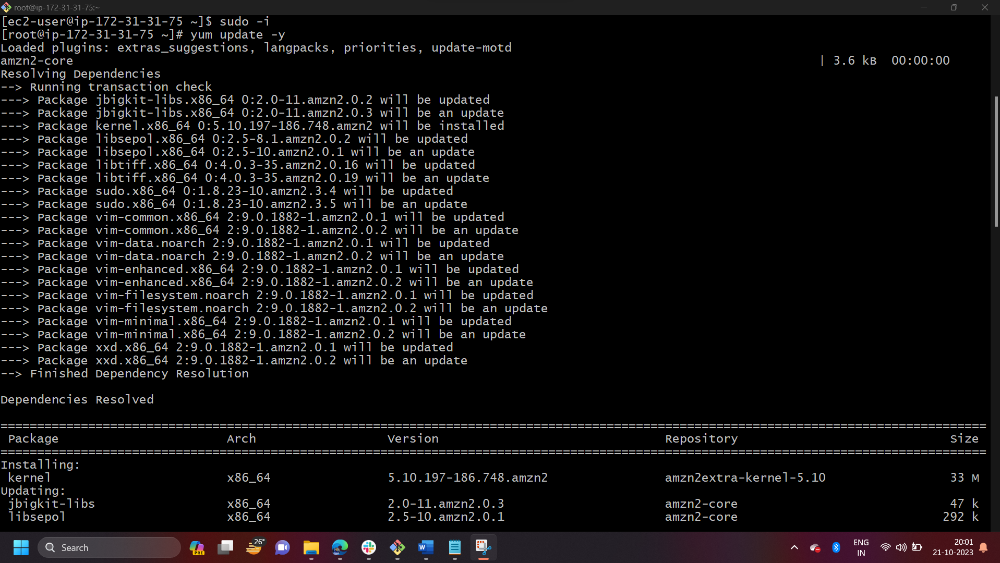 root@ip-172-31-31-75:~
[ec2-user@ip-172-31-31-75 ~]$ sudo -i
[root@ip-172-31-31-75 ~]# yum update -y
Loaded plugins: extras_suggestions, langpacks, priorities, update-motd
amzn2-core | 3.6 kB 00:00:00
Resolving Dependencies
--> Running transaction check
---> Package jbigkit-libs.x86_64 0:2.0-11.amzn2.0.2 will be updated
---> Package jbigkit-libs.x86_64 0:2.0-11.amzn2.0.3 will be an update
---> Package kernel.x86_64 0:5.10.197-186.748.amzn2 will be installed
---> Package libsepol.x86_64 0:2.5-8.1.amzn2.0.2 will be updated
---> Package libsepol.x86_64 0:2.5-10.amzn2.0.1 will be an update
---> Package libtiff.x86_64 0:4.0.3-35.amzn2.0.16 will be updated
---> Package libtiff.x86_64 0:4.0.3-35.amzn2.0.19 will be an update
---> Package sudo.x86_64 0:1.8.23-10.amzn2.3.4 will be updated
---> Package sudo.x86_64 0:1.8.23-10.amzn2.3.5 will be an update
---> Package vim-common.x86_64 2:9.0.1882-1.amzn2.0.1 will be updated
---> Package vim-common.x86_64 2:9.0.1882-1.amzn2.0.2 will be an update
---> Package vim-data.noarch 2:9.0.1882-1.amzn2.0.1 will be updated
---> Package vim-data.noarch 2:9.0.1882-1.amzn2.0.2 will be an update
---> Package vim-enhanced.x86_64 2:9.0.1882-1.amzn2.0.1 will be updated
---> Package vim-enhanced.x86_64 2:9.0.1882-1.amzn2.0.2 will be an update
---> Package vim-filesystem.noarch 2:9.0.1882-1.amzn2.0.1 will be updated
---> Package vim-filesystem.noarch 2:9.0.1882-1.amzn2.0.2 will be an update
---> Package vim-minimal.x86_64 2:9.0.1882-1.amzn2.0.1 will be updated
---> Package vim-minimal.x86_64 2:9.0.1882-1.amzn2.0.2 will be an update
---> Package xxd.x86_64 2:9.0.1882-1.amzn2.0.1 will be updated
---> Package xxd.x86_64 2:9.0.1882-1.amzn2.0.2 will be an update
--> Finished Dependency Resolution
Dependencies Resolved
Package Arch Version Repository Size
Installing:
kernel x86_64 5.10.197-186.748.amzn2 amzn2extra-kernel-5.10 33 M
Updating:
jbigkit-libs x86_64 2.0-11.amzn2.0.3 amzn2-core 47 k
libsepol x86_64 2.5-10.amzn2.0.1 amzn2-core 292 k
Search
PRE
26°
W
ENG
IN
20:01
21-10-2023